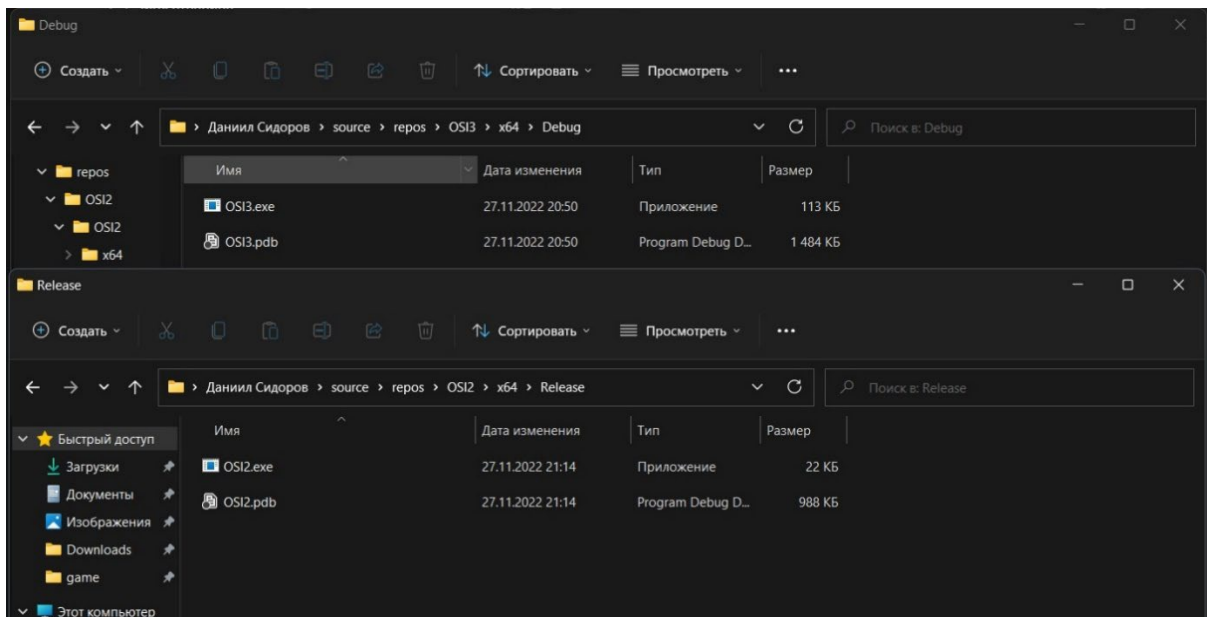 Debug
Создать
Сортировать
Просмотреть
Даниил Сидоров > source > repos > OSI3 > x64 > Debug
Поиск в: Debug
repos
OSI2
OSI2
x64
Имя Дата изменения Тип Размер
OSI3.exe 27.11.2022 20:50 Приложение 113 КБ
OSI3.pdb 27.11.2022 20:50 Program Debug D... 1 484 КБ
Release
Создать
Сортировать
Просмотреть
Даниил Сидоров > source > repos > OSI2 > x64 > Release
Поиск в: Release
Быстрый доступ
Загрузки
Документы
Изображения
Downloads
game
Этот компьютер
Имя Дата изменения Тип Размер
OSI2.exe 27.11.2022 21:14 Приложение 22 КБ
OSI2.pdb 27.11.2022 21:14 Program Debug D... 988 КБ